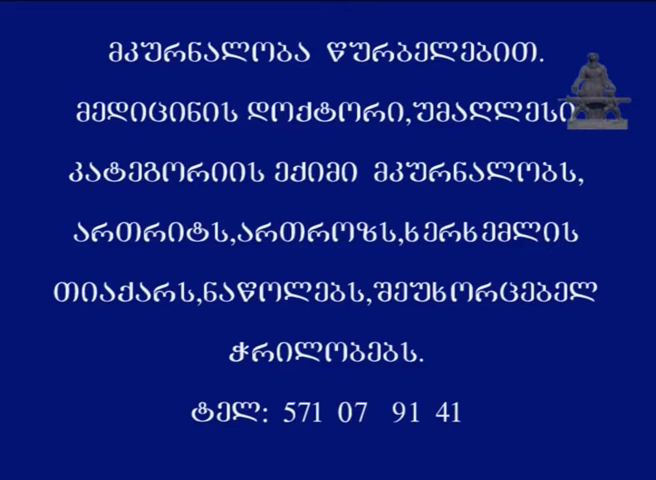 მკურნალობა წურბელებით.
მედიცინის დოქტორი,უმაღლესი
კატეგორიის ექიმი მკურნალობს,
ართრიტს,ართროზს,ხერხემლის
თიაქარს,ნაწოლებს,შეუხორცებელ
ჭრილობებს.
ტელ: 571 07 91 41